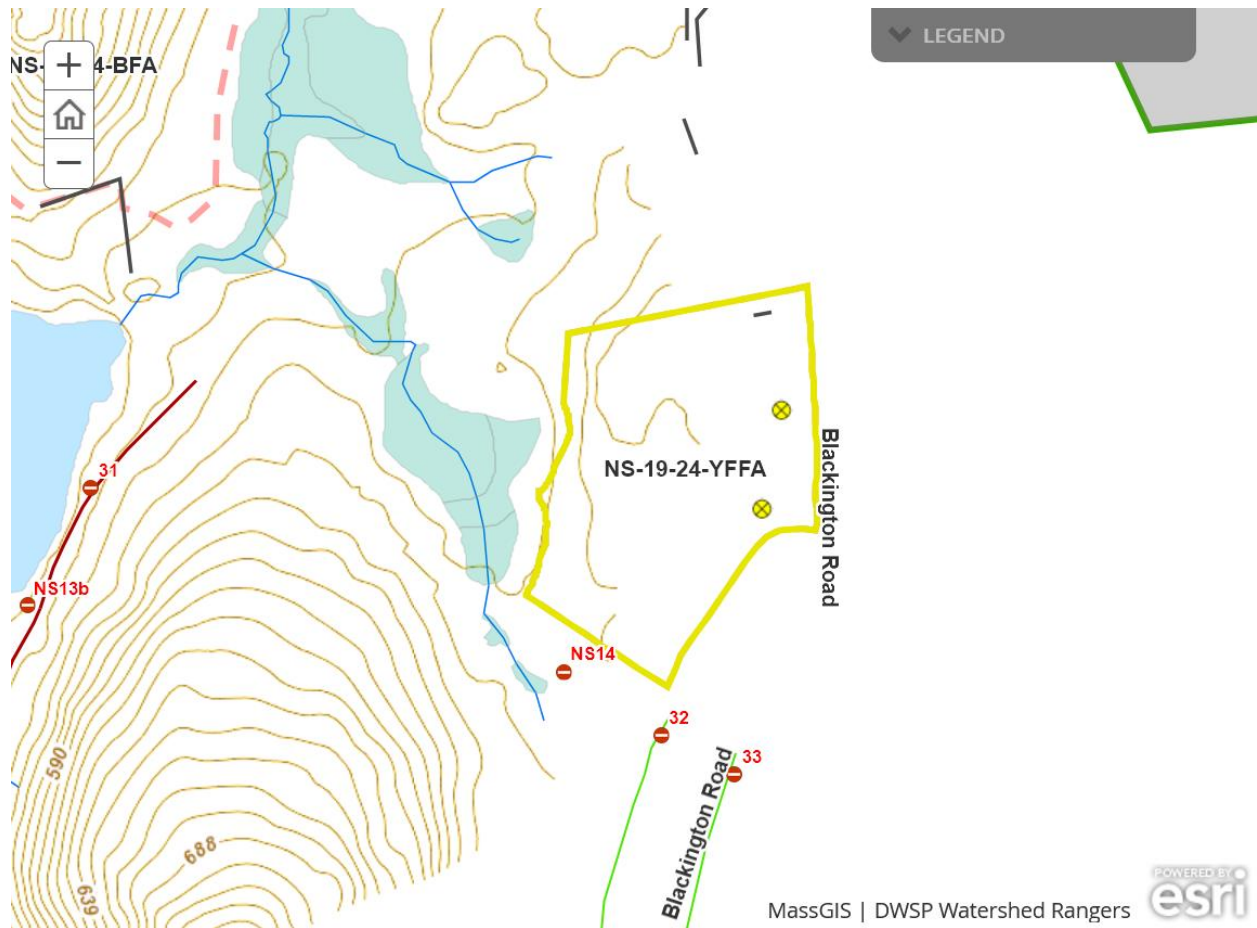 LEGEND
NS-
4-BFA
+
−
31
NS13b
NS-19-24-YFFA
Blackington Road
NS14
32
33
Blackington Road
590
688
639
MassGIS | DWSP Watershed Rangers
POWERED BY
esri